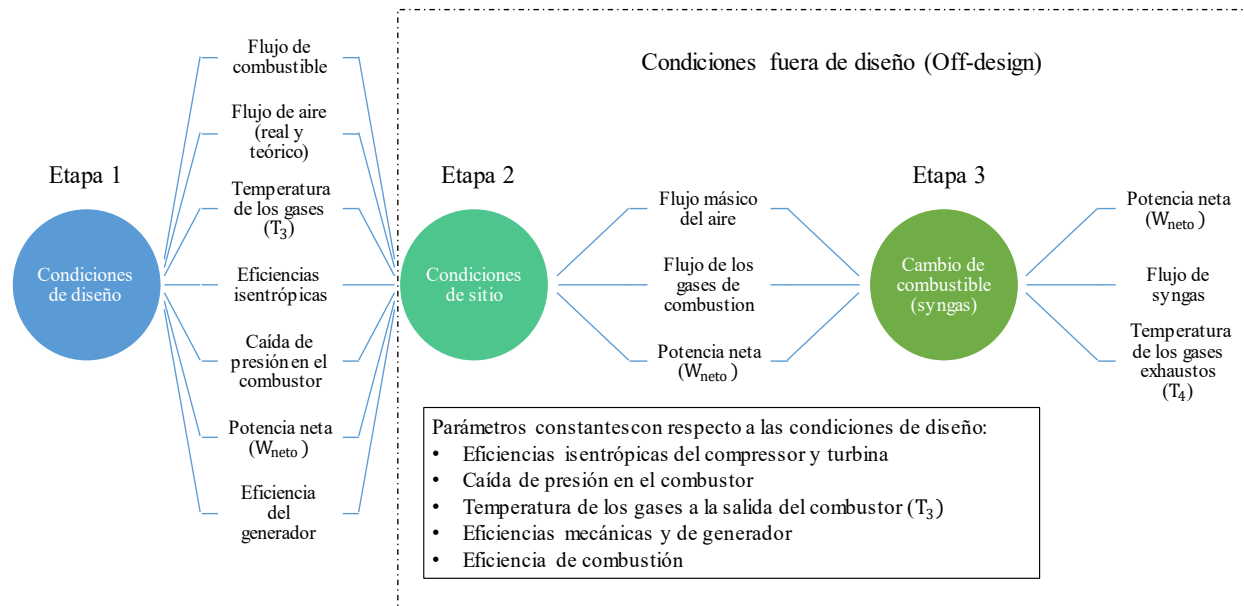 Condiciones fuera de diseño (Off-design)
Etapa 1
Condiciones
de diseño
Flujo de
combustible
Flujo de aire
(real y
teórico)
Temperatura
de los gases
(T₃)
Eficiencias
isentrópicas
Caída de
presión en el
combustor
Potencia neta
(Wneto)
Eficiencia
del
generador
Etapa 2
Condiciones
de sitio
Flujo másico
del aire
Flujo de los
gases de
combustion
Potencia neta
(Wneto)
Etapa 3
Cambio de
combustible
(syngas)
Potencia neta
(Wneto)
Flujo de
syngas
Temperatura
de los gases
exhaustos
(T₄)
Parámetros constantes con respecto a las condiciones de diseño:
• Eficiencias isentrópicas del compressor y turbina
• Caída de presión en el combustor
• Temperatura de los gases a la salida del combustor (T₃)
• Eficiencias mecánicas y de generador
• Eficiencia de combustión